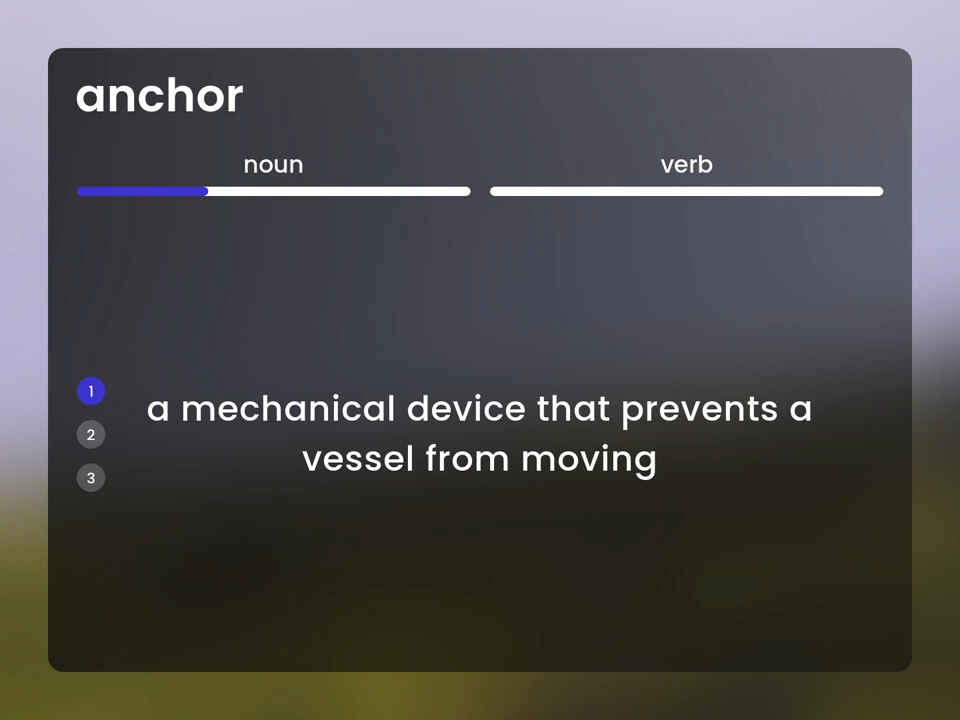 anchor
noun
verb
1
2
3
a mechanical device that prevents a
vessel from moving